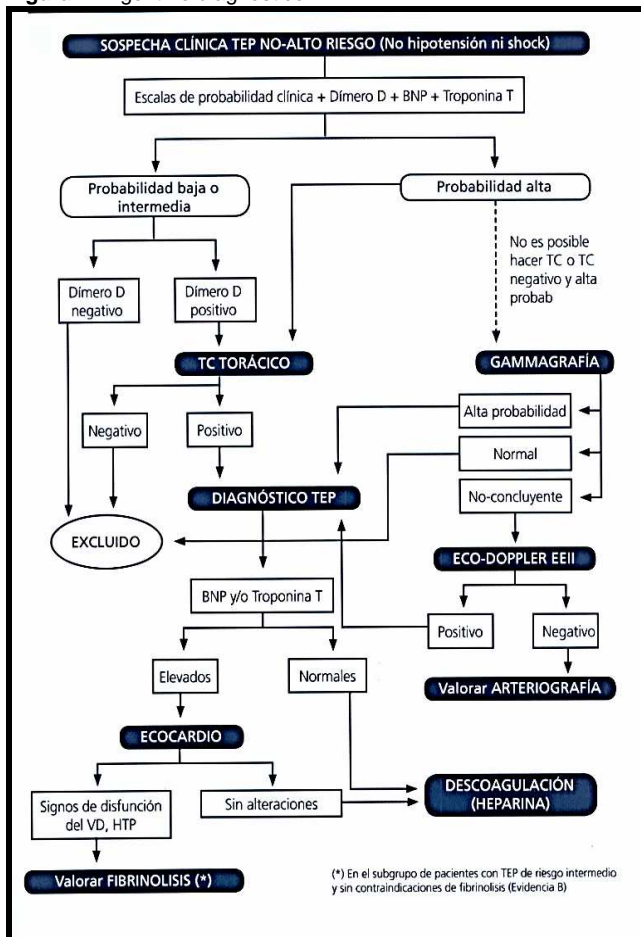 SOSPECHA CLÍNICA TEP NO-ALTO RIESGO (No hipotensión ni shock)
Escalas de probabilidad clínica + Dímero D + BNP + Troponina T
Probabilidad baja o
intermedia
Probabilidad alta
No es posible
hacer TC o TC
negativo y alta
probab
Dímero D
negativo
Dímero D
positivo
TC TORÁCICO
GAMMAGRAFÍA
Negativo
Positivo
Alta probabilidad
Normal
No-concluyente
DIAGNÓSTICO TEP
EXCLUIDO
ECO-DOPPLER EEII
BNP y/o Troponina T
Positivo
Negativo
Elevados
Normales
Valorar ARTERIOGRAFÍA
ECOCARDIO
Signos de disfunción
del VD, HTP
Sin alteraciones
DESCOAGULACIÓN
(HEPARINA)
Valorar FIBRINOLISIS (*)
(*) En el subgrupo de pacientes con TEP de riesgo intermedio
y sin contraindicaciones de fibrinolisis (Evidencia B)